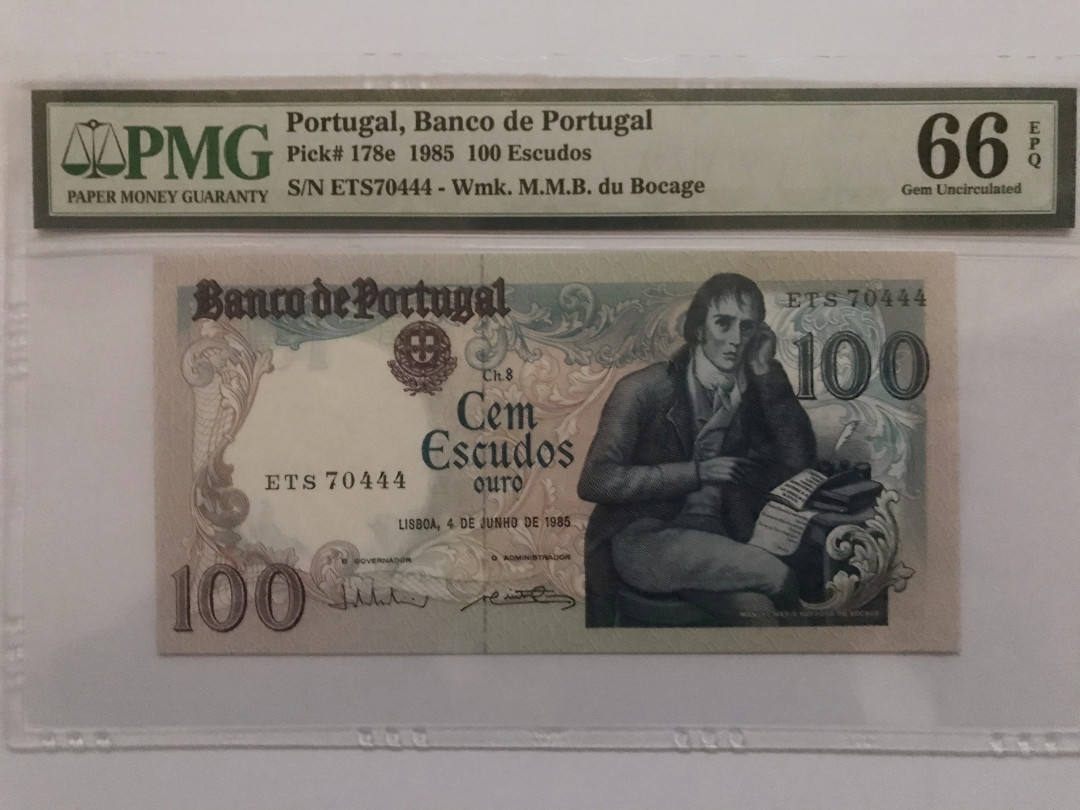 PMG
PAPER MONEY GUARANTY
Portugal, Banco de Portugal
Pick# 178e 1985 100 Escudos
S/N ETS70444 - Wmk. M.M.B. du Bocage
66
EPQ
Gem Uncirculated
Banco de Portugal
ETS 70444
100
Ch. 8
Cem
Escudos
ouro
ETS 70444
LISBOA, 4 DE JUNHO DE 1985
O GOVERNADOR
O ADMINISTRADOR
100